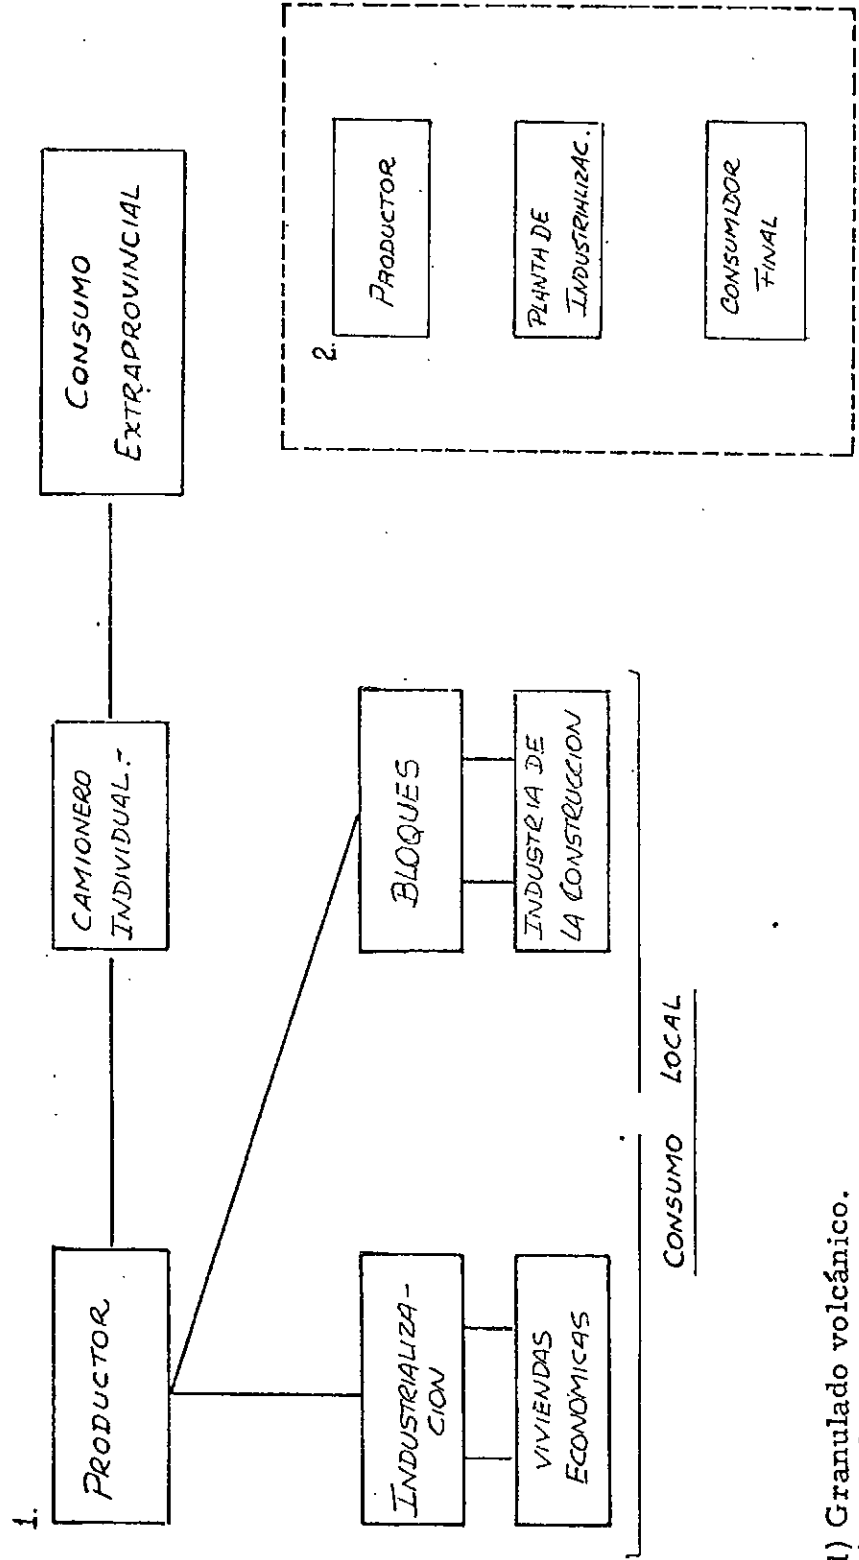 1.
PRODUCTOR
CAMIONERO
INDIVIDUAL.-
CONSUMO
EXTRAPROVINCIAL
INDUSTRIALIZA-
CION
BLOQUES
VIVIENDAS
ECONÓMICAS
INDUSTRIA DE
LA CONSTRUCCION
CONSUMO LOCAL
2.
PRODUCTOR
PLANTA DE
INDUSTRIALIZAC.
CONSUMIDOR
FINAL
1) Granulado volcánico.